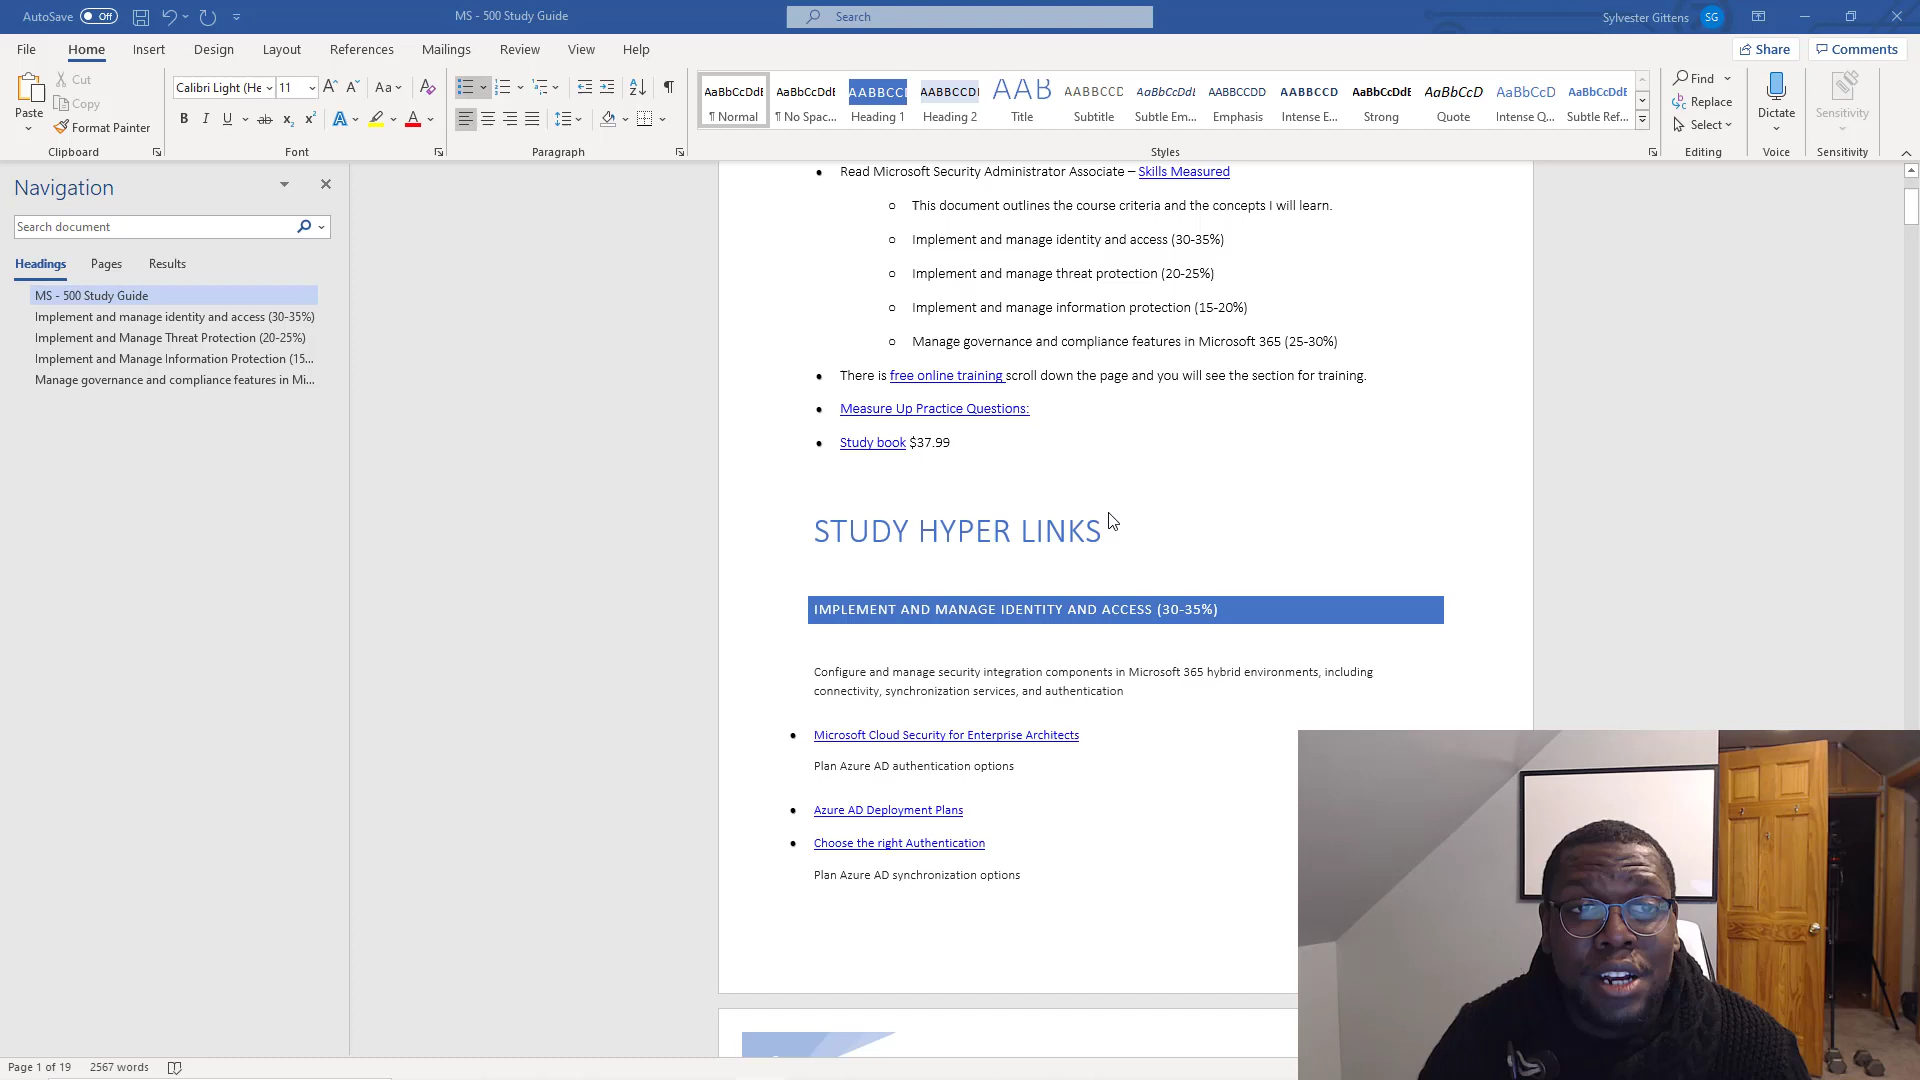 AutoSave Off
MS - 500 Study Guide
Search
Sylvester Gittens SG
File Home Insert Design Layout References Mailings Review View Help
Share Comments
Paste
Cut
Copy
Format Painter
Clipboard
Calibri Light (He 11
Font
Paragraph
AaBbCcDdE AaBbCcDdE AABBCCI AABBCCDI AAB AABBCCD AaBbCcDdE AABBCCDD AABBCCD AaBbCcDdE AaBbCcD AaBbCcD AaBbCcDdE
¶ Normal ¶ No Spac... Heading 1 Heading 2 Title Subtitle Subtle Em... Emphasis Intense E... Strong Quote Intense Q... Subtle Ref...
Styles
Find
Replace
Select
Editing
Dictate
Voice
Sensitivity
Sensitivity
Navigation
Search document
Headings Pages Results
MS - 500 Study Guide
Implement and manage identity and access (30-35%)
Implement and Manage Threat Protection (20-25%)
Implement and Manage Information Protection (15...
Manage governance and compliance features in Mi...
• Read Microsoft Security Administrator Associate – Skills Measured
o This document outlines the course criteria and the concepts I will learn.
o Implement and manage identity and access (30-35%)
o Implement and manage threat protection (20-25%)
o Implement and manage information protection (15-20%)
o Manage governance and compliance features in Microsoft 365 (25-30%)
• There is free online training scroll down the page and you will see the section for training.
• Measure Up Practice Questions:
• Study book $37.99
STUDY HYPER LINKS
IMPLEMENT AND MANAGE IDENTITY AND ACCESS (30-35%)
Configure and manage security integration components in Microsoft 365 hybrid environments, including
connectivity, synchronization services, and authentication
• Microsoft Cloud Security for Enterprise Architects
Plan Azure AD authentication options
• Azure AD Deployment Plans
• Choose the right Authentication
Plan Azure AD synchronization options
Page 1 of 19 2567 words